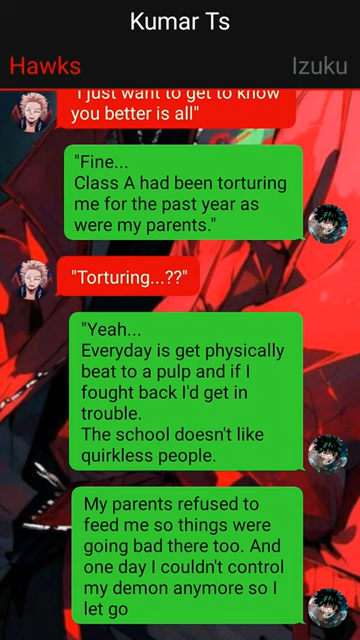 Kumar Ts
Hawks
Izuku
"I just want to get to know
you better is all"
"Fine...
Class A had been torturing
me for the past year as
were my parents."
"Torturing...??"
"Yeah...
Everyday is get physically
beat to a pulp and if I
fought back I'd get in
trouble.
The school doesn't like
quirkless people.
My parents refused to
feed me so things were
going bad there too. And
one day I couldn't control
my demon anymore so I
let go